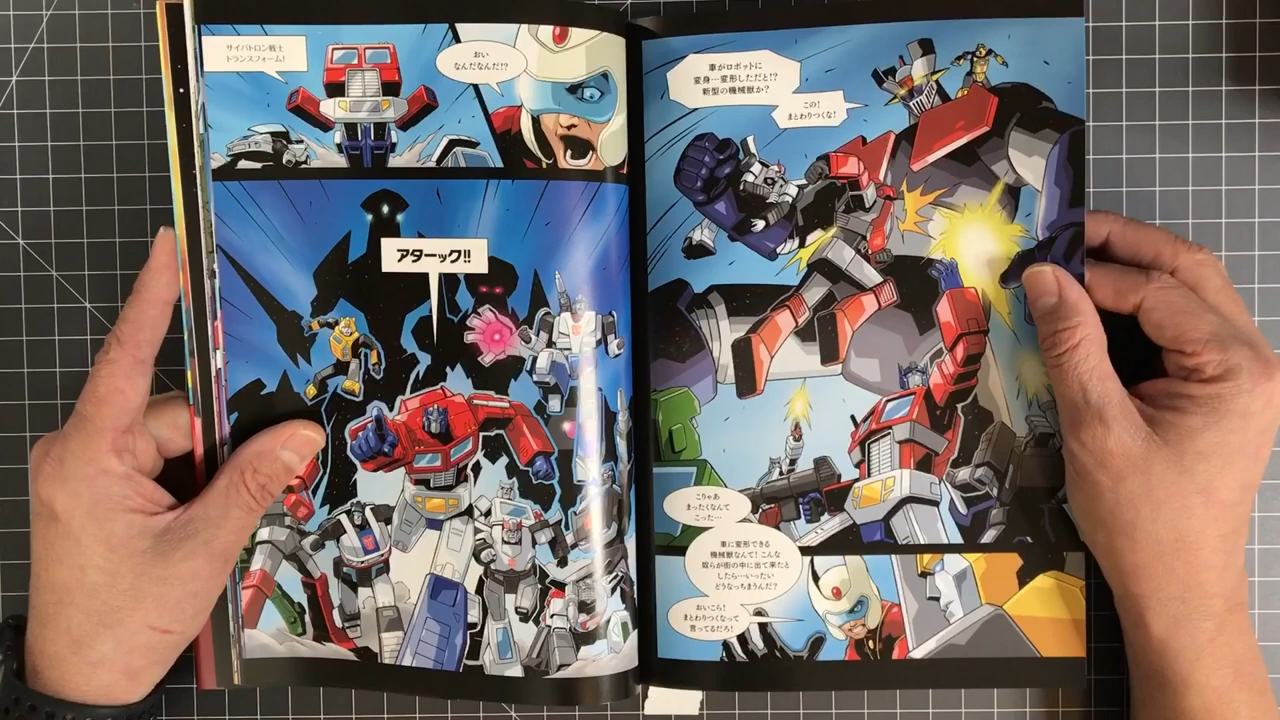 サイバトロン戦士
トランスフォーム!
おい
なんだなんだ!?
アターック!!
車がロボットに
変身…変形しただと!?
新型の機械獣か?
この!
まとわりつくな!
こりゃあ
まったくなんて
こった…
車に変形できる
機械獣なんて!こんな
奴らが街の中に出て来たと
したら…いったい
どうなっちまうんだ?
おいこら!
まとわりつくなって
言ってるだろ!